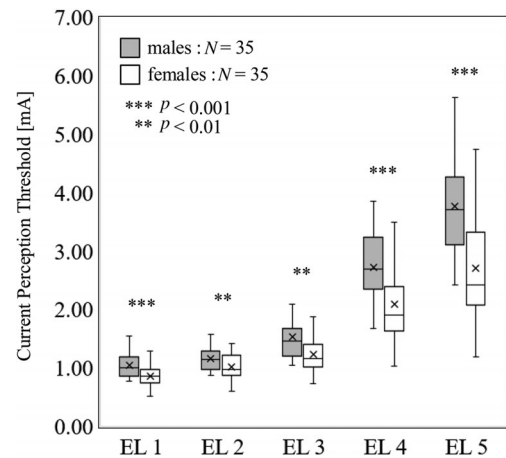 7.00
6.00
5.00
4.00
3.00
2.00
1.00
0.00
Current Perception Threshold [mA]
males : N = 35
females : N = 35
*** p < 0.001
** p < 0.01
***
**
**
***
***
EL 1 EL 2 EL 3 EL 4 EL 5